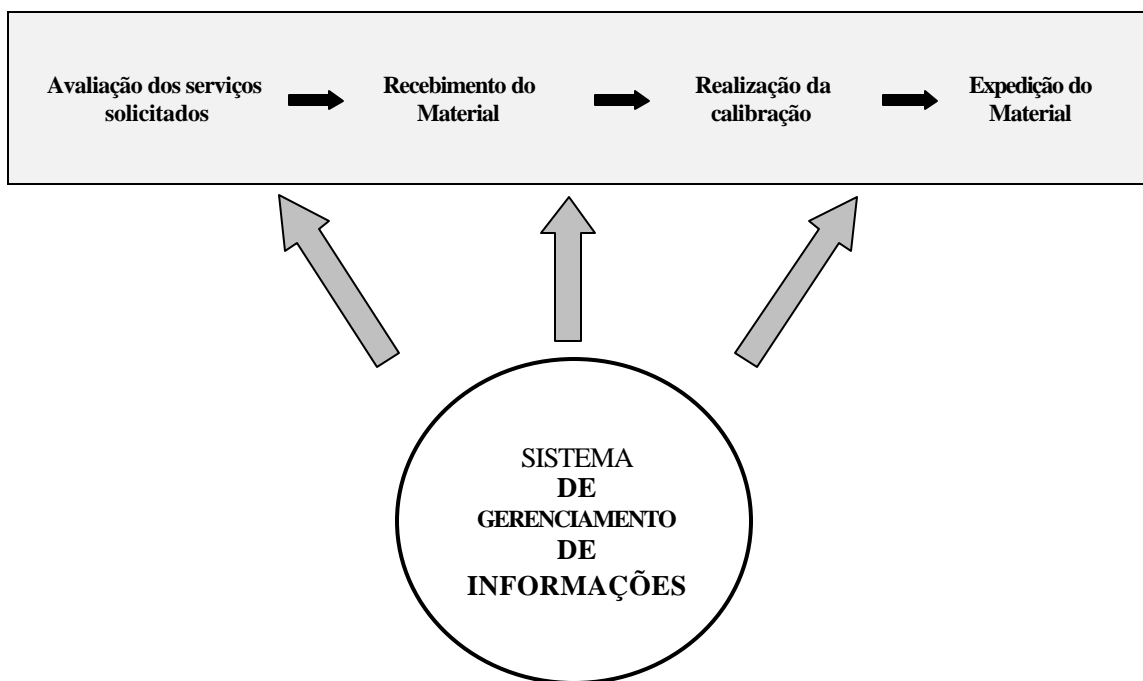 Avaliação dos serviços
solicitados
Recebimento do
Material
Realização da
calibração
Expedição do
Material
SISTEMA
DE
GERENCIAMENTO
DE
INFORMAÇÕES